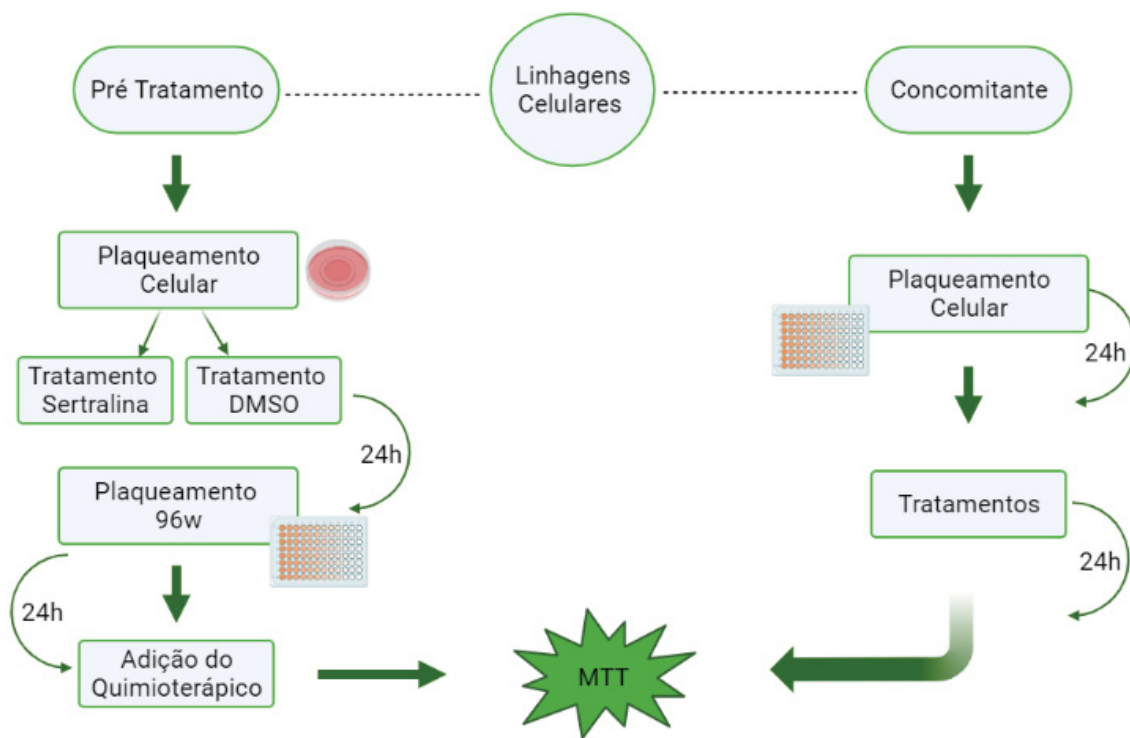 Pré Tratamento
Linhagens
Celulares
Concomitante
Plaqueamento
Celular
Tratamento
Sertralina
Tratamento
DMSO
24h
Plaqueamento
96w
24h
Adição do
Quimioterápico
Plaqueamento
Celular
24h
Tratamentos
24h
MTT